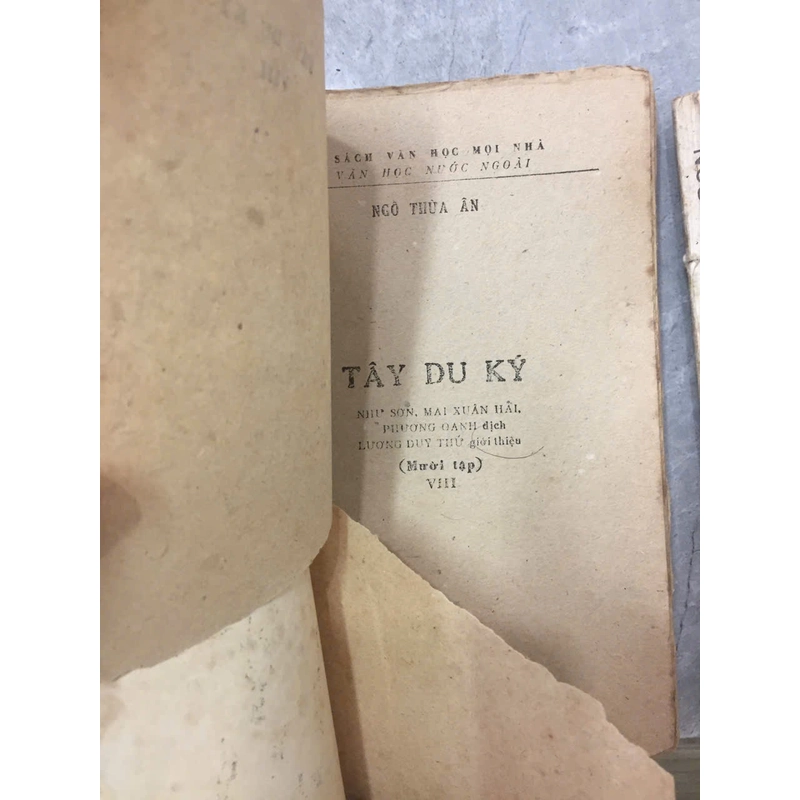 SÁCH VĂN HỌC MỌI NHÀ
VĂN HỌC NƯỚC NGOÀI
NGÔ THỪA ÂN
TÂY DU KÝ
NHƯ SƠN, MAI XUÂN HẢI,
PHƯƠNG OANH dịch
LƯƠNG DUY THỨ giới thiệu
(Mười tập)
VIII